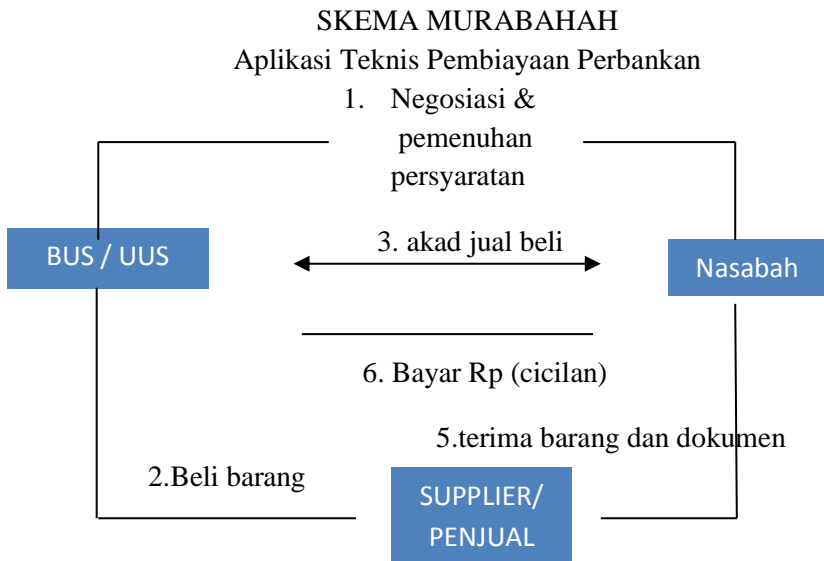 SKEMA MURABAHAH
Aplikasi Teknis Pembiayaan Perbankan
1. Negosiasi &
pemenuhan
persyaratan
BUS / UUS
3. akad jual beli
Nasabah
6. Bayar Rp (cicilan)
5.terima barang dan dokumen
2.Beli barang
SUPPLIER/
PENJUAL